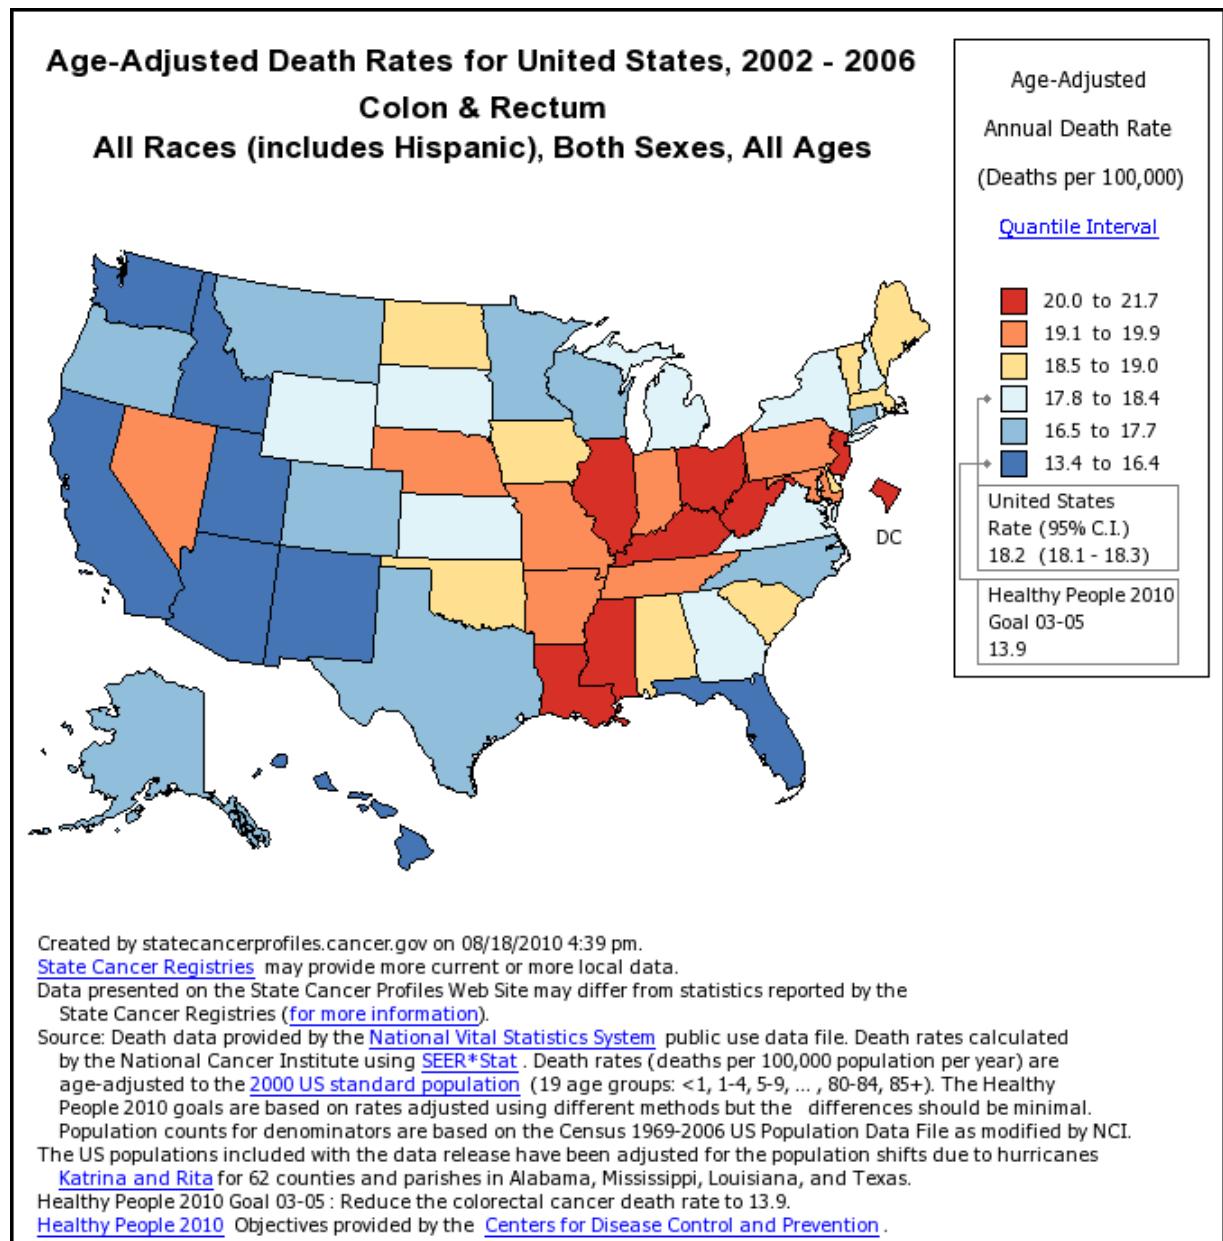 Age-Adjusted Death Rates for United States, 2002 - 2006
Colon & Rectum
All Races (includes Hispanic), Both Sexes, All Ages
Age-Adjusted
Annual Death Rate
(Deaths per 100,000)
Quantile Interval
20.0 to 21.7
19.1 to 19.9
18.5 to 19.0
17.8 to 18.4
16.5 to 17.7
13.4 to 16.4
United States
Rate (95% C.I.)
18.2 (18.1 - 18.3)
Healthy People 2010
Goal 03-05
13.9
DC
Created by statecancerprofiles.cancer.gov on 08/18/2010 4:39 pm.
State Cancer Registries may provide more current or more local data.
Data presented on the State Cancer Profiles Web Site may differ from statistics reported by the
State Cancer Registries (for more information).
Source: Death data provided by the National Vital Statistics System public use data file. Death rates calculated
by the National Cancer Institute using SEER*Stat . Death rates (deaths per 100,000 population per year) are
age-adjusted to the 2000 US standard population (19 age groups: <1, 1-4, 5-9, ... , 80-84, 85+). The Healthy
People 2010 goals are based on rates adjusted using different methods but the differences should be minimal.
Population counts for denominators are based on the Census 1969-2006 US Population Data File as modified by NCI.
The US populations included with the data release have been adjusted for the population shifts due to hurricanes
Katrina and Rita for 62 counties and parishes in Alabama, Mississippi, Louisiana, and Texas.
Healthy People 2010 Goal 03-05 : Reduce the colorectal cancer death rate to 13.9.
Healthy People 2010 Objectives provided by the Centers for Disease Control and Prevention .